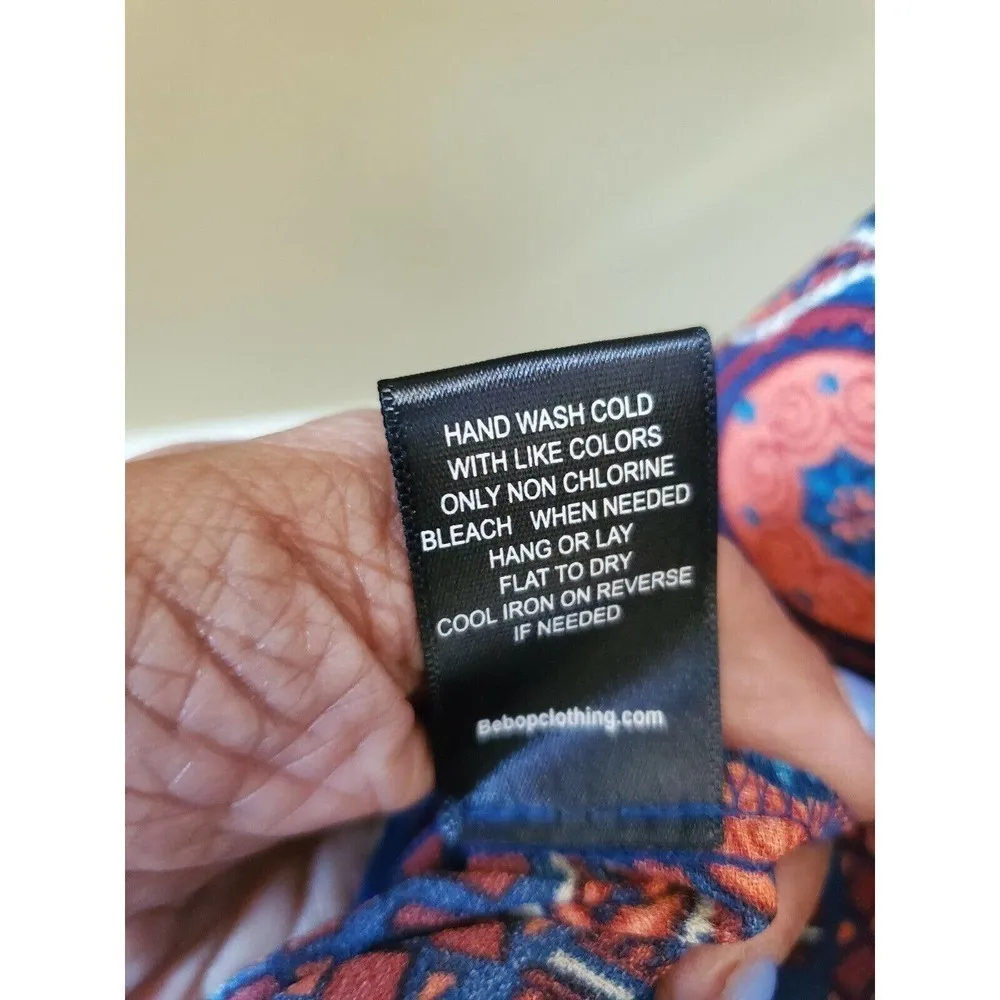 HAND WASH COLD
WITH LIKE COLORS
ONLY NON CHLORINE
BLEACH WHEN NEEDED
HANG OR LAY
FLAT TO DRY
COOL IRON ON REVERSE
IF NEEDED
Bebopclothing.com